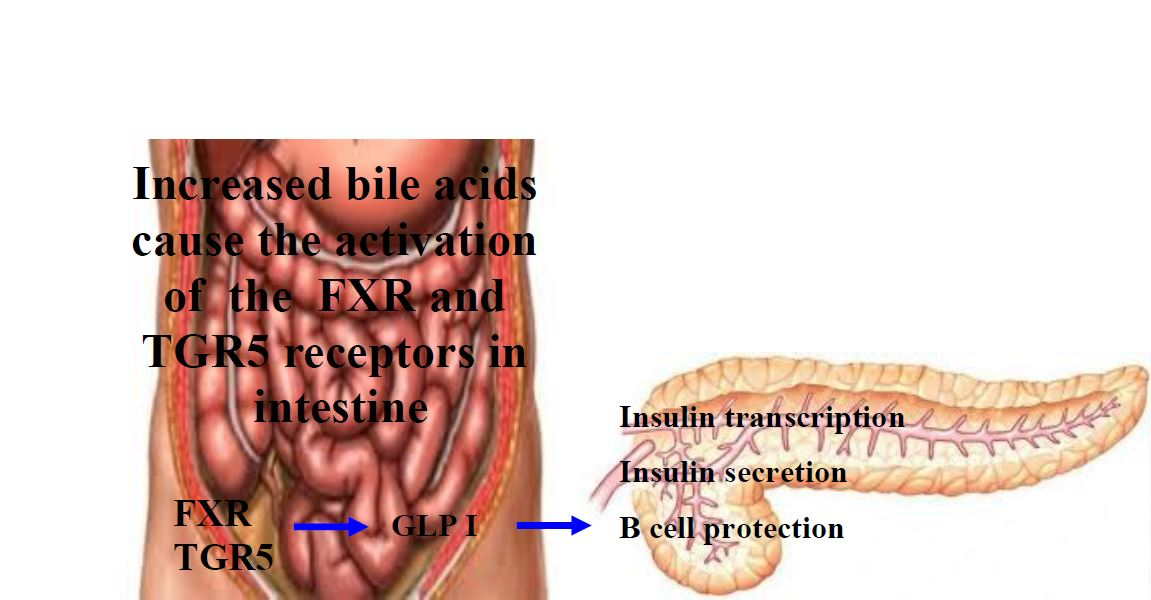 Increased bile acids
cause the activation
of the FXR and
TGR5 receptors in
intestine
FXR
TGR5
GLP I
Insulin transcription
Insulin secretion
B cell protection